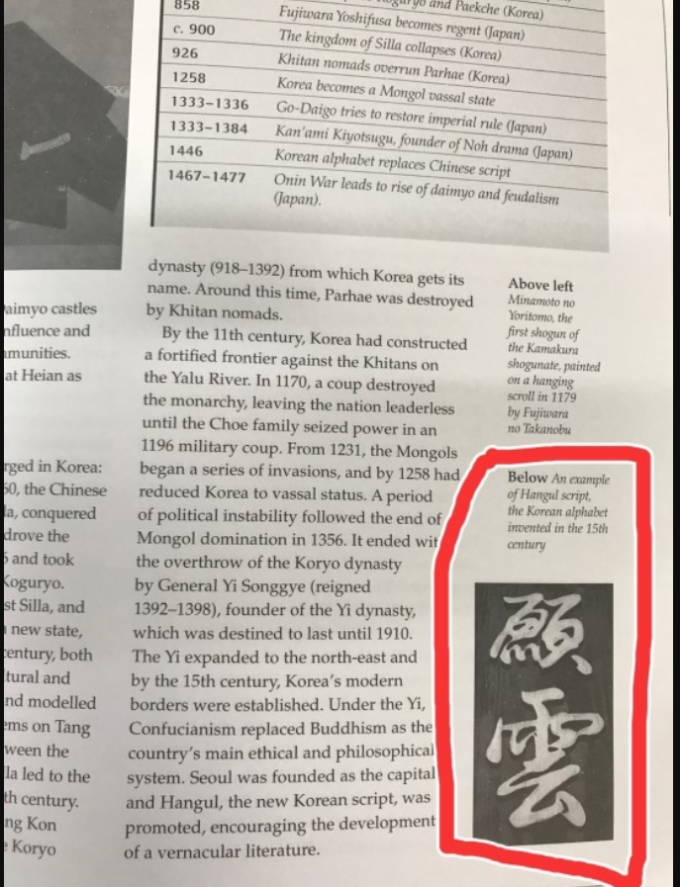 858
Fujiwara Yoshifusa becomes regent (Japan)
c. 900
The kingdom of Silla collapses (Korea)
926
Khitan nomads overrun Parhae (Korea)
1258
Korea becomes a Mongol vassal state
1333–1336
Go-Daigo tries to restore imperial rule (Japan)
1333–1384
Kan'ami Kiyotsugu, founder of Noh drama (Japan)
1446
Korean alphabet replaces Chinese script
1467–1477
Onin War leads to rise of daimyo and feudalism
(Japan).
and Paekche (Korea)
castles
and
at Heian as
in Korea:
the Chinese
conquered
drove the
and took
Koguryo.
Silla, and
new state,
century, both
and
modelled
on Tang
the
led to the
century.
Kon
Koryo
dynasty (918–1392) from which Korea gets its
name. Around this time, Parhae was destroyed
by Khitan nomads.
By the 11th century, Korea had constructed
a fortified frontier against the Khitans on
the Yalu River. In 1170, a coup destroyed
the monarchy, leaving the nation leaderless
until the Choe family seized power in an
1196 military coup. From 1231, the Mongols
began a series of invasions, and by 1258 had
reduced Korea to vassal status. A period
of political instability followed the end of
Mongol domination in 1356. It ended wit
the overthrow of the Koryo dynasty
by General Yi Songgye (reigned
1392–1398), founder of the Yi dynasty,
which was destined to last until 1910.
The Yi expanded to the north-east and
by the 15th century, Korea's modern
borders were established. Under the Yi,
Confucianism replaced Buddhism as the
country's main ethical and philosophical
system. Seoul was founded as the capital
and Hangul, the new Korean script, was
promoted, encouraging the development
of a vernacular literature.
Above left
Minamoto no
Yoritomo, the
first shogun of
the Kamakura
shogunate, painted
on a hanging
scroll in 1179
by Fujiwara
no Takanobu
Below An example
of Hangul script,
the Korean alphabet
invented in the 15th
century
願
雲